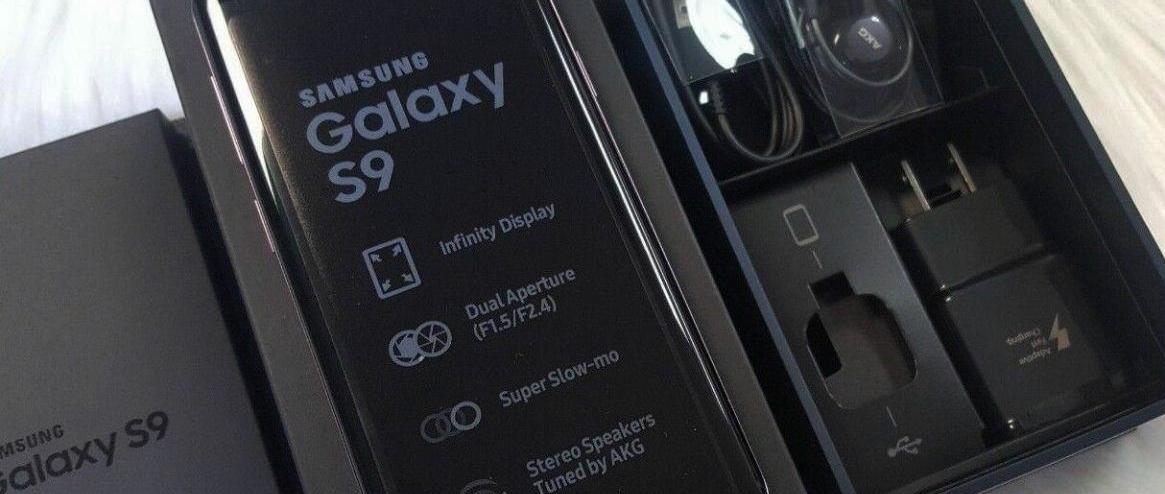 SAMSUNG
Galaxy
S9
Infinity Display
Dual Aperture
(F1.5/F2.4)
Super Slow-mo
Stereo Speakers
Tuned by AKG
AKG
Adaptive
Fast
Charging
MSUNG
Galaxy S9